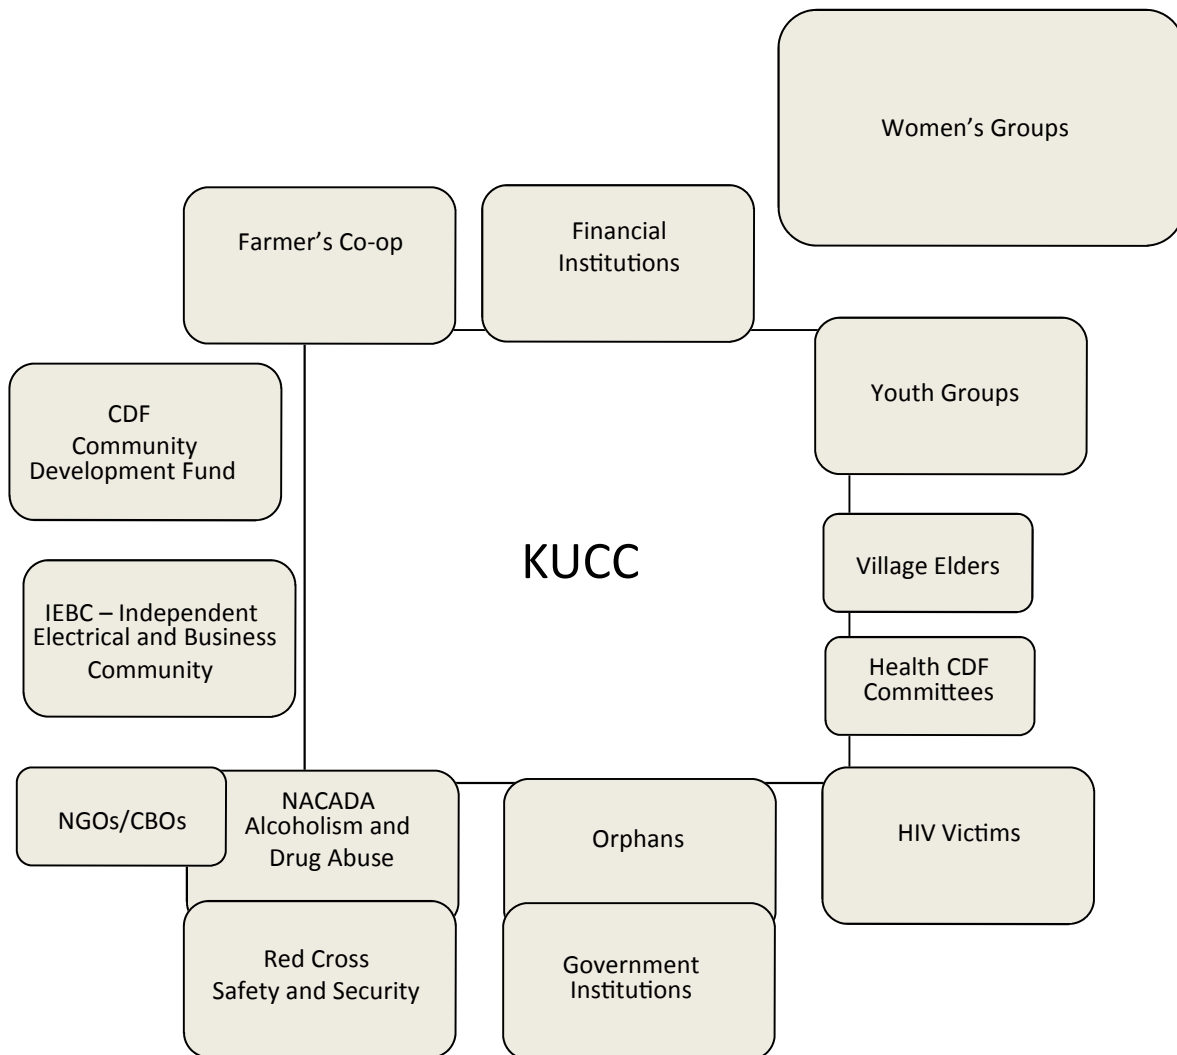 Women’s Groups
Farmer’s Co-op
Financial
Institutions
Youth Groups
CDF
Community
Development Fund
KUCC
Village Elders
IEBC – Independent
Electrical and Business
Community
Health CDF
Committees
NGOs/CBOs
NACADA
Alcoholism and
Drug Abuse
Orphans
HIV Victims
Red Cross
Safety and Security
Government
Institutions